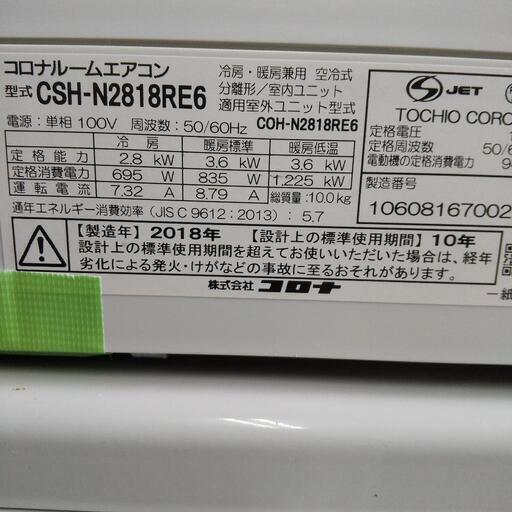 コロナルームエアコン
型式 CSH-N2818RE6
冷房・暖房兼用 空冷式
分離形／室内ユニット
適用室外ユニット型式
電源：単相 100V 周波数：50/60Hz COH-N2818RE6
冷 房 暖房標準 暖房低温
定格能力 2.8 kW 3.6 kW 3.6 kW
定格消費電力 695 W 835 W 1,225 kW
運転電流 7.32 A 8.79 A 総質量：10.0kg
通年エネルギー消費効率（JIS C 9612：2013）：5.7
【製造年】2018年 【設計上の標準使用期間】10年
設計上の標準使用期間を超えてお使いいただいた場合は、経年
劣化による発火・けがなどの事故に至るおそれがあります。
株式会社 コロナ
S JET
TOCHIO CORO
定格電圧
定格周波数 50/6
電動機の定格消費電力
製造番号
10608167002